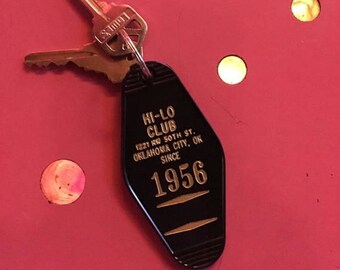 HI-LO
CLUB
1221 NW 50TH ST.
OKLAHOMA CITY, OK
SINCE
1956